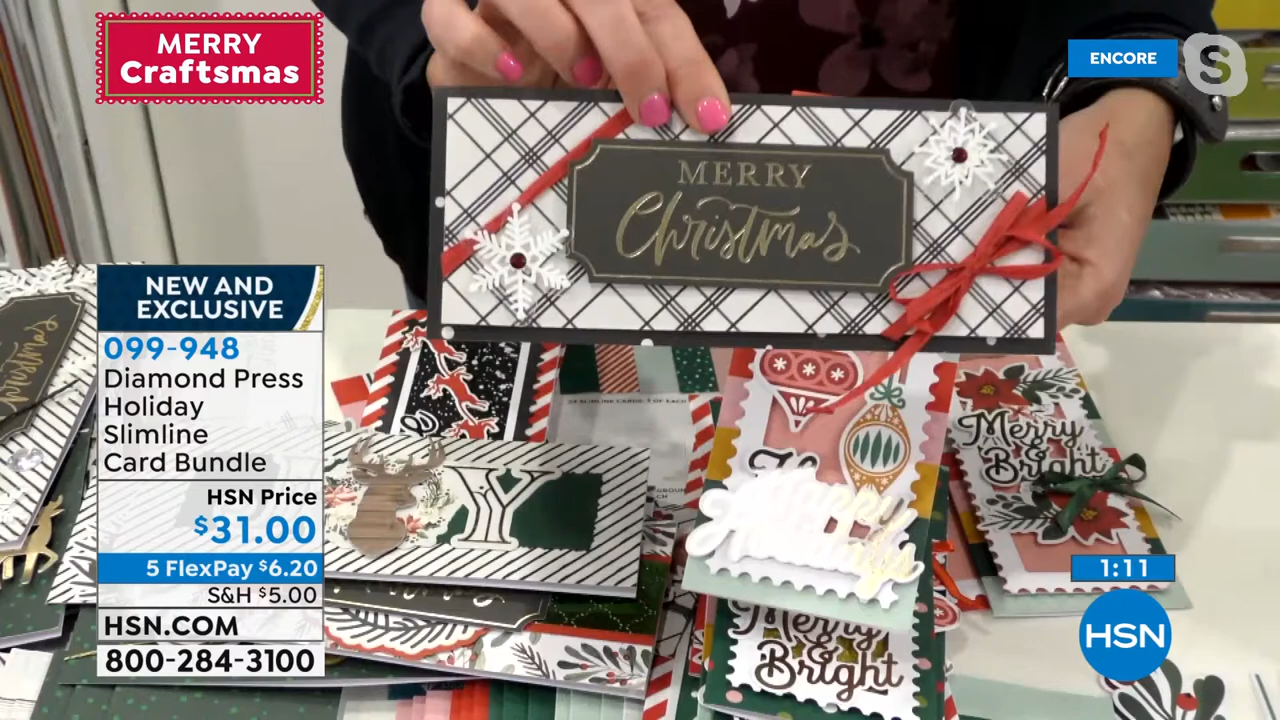 MERRY
Craftsmas
ENCORE
S
MERRY
Christmas
NEW AND
EXCLUSIVE
099-948
Diamond Press
Holiday
Slimline
Card Bundle
HSN Price
$31.00
5 FlexPay $6.20
S&H $5.00
HSN.COM
800-284-3100
Christmas
Y
Happy
Holidays
Merry
& Bright
Merry
& Bright
1:11
HSN